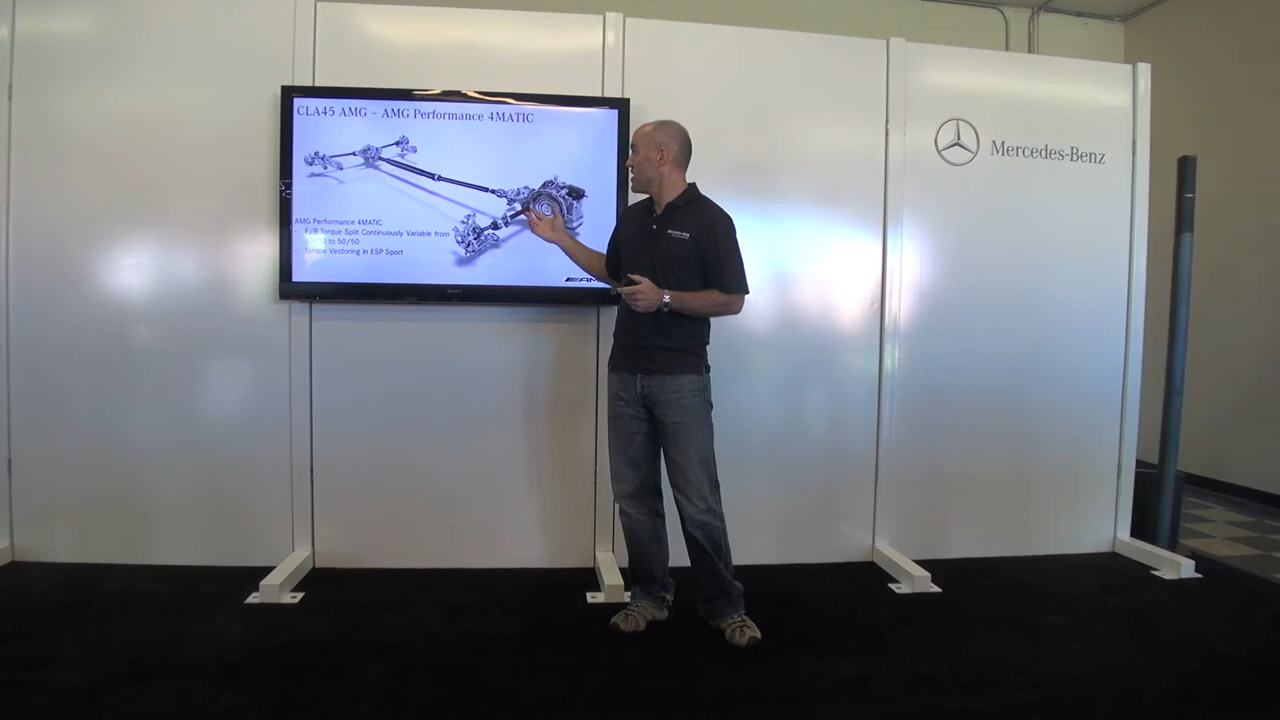 CLA45 AMG – AMG Performance 4MATIC
AMG Performance 4MATIC
- F/R Torque Split Continuously Variable from
to 50/50
- Torque Vectoring in ESP Sport
SONY
Mercedes-Benz